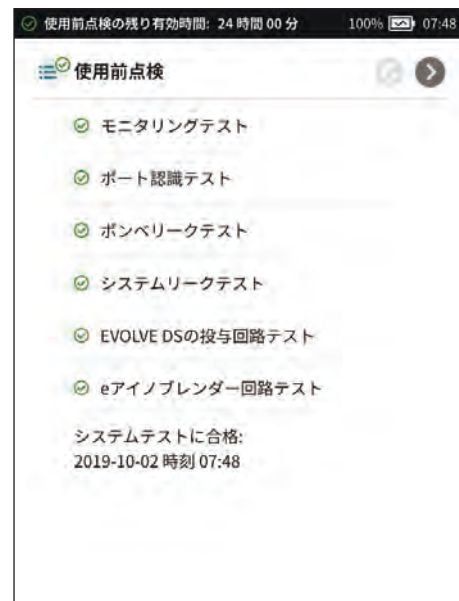 使用前点検の残り有効時間: 24 時間 00 分 100% 07:48
使用前点検
モニタリングテスト
ポート認識テスト
ボンベリークテスト
システムリークテスト
EVOLVE DSの投与回路テスト
eアイノブレンダー回路テスト
システムテストに合格:
2019-10-02 時刻 07:48